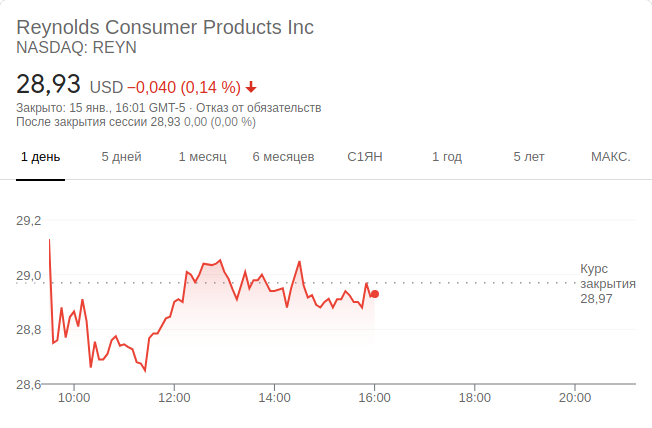 Reynolds Consumer Products Inc
NASDAQ: REYN
28,93 USD −0,040 (0,14 %)
Закрыто: 15 янв., 16:01 GMT-5 · Отказ от обязательств
После закрытия сессии 28,93 0,00 (0,00 %)
1 день 5 дней 1 месяц 6 месяцев С1ЯН 1 год 5 лет МАКС.
29,2
29,0
28,8
28,6
Курс
закрытия
28,97
10:00 12:00 14:00 16:00 18:00 20:00